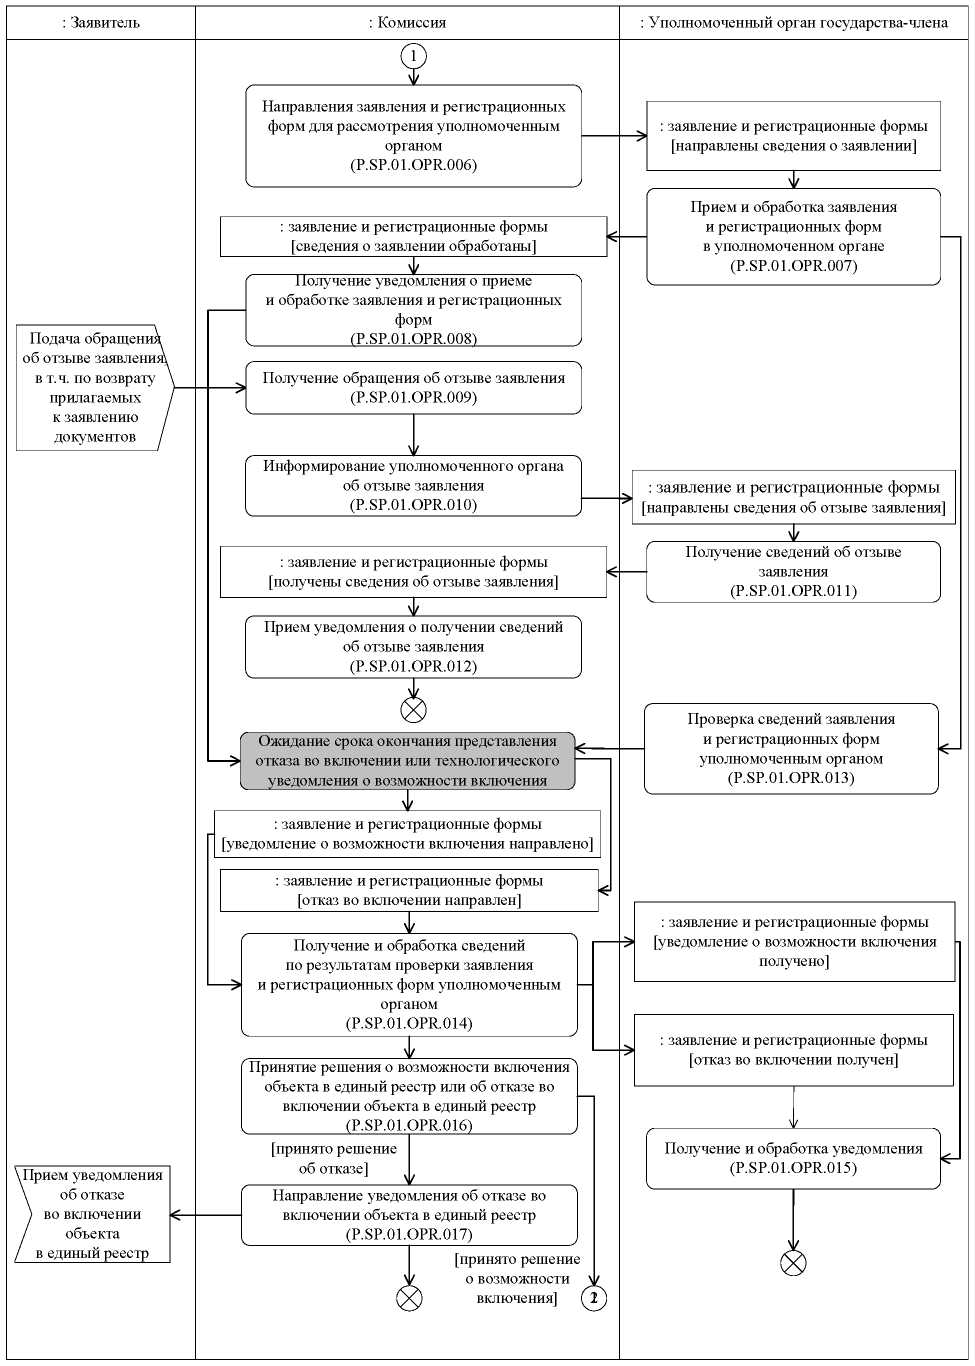 : Заявитель
: Комиссия
: Уполномоченный орган государства-члена
1
Направления заявления и регистрационных
форм для рассмотрения уполномоченным
органом
(P.SP.01.OPR.006)
: заявление и регистрационные формы
[направлены сведения о заявлении]
Прием и обработка заявления
и регистрационных форм
в уполномоченном органе
(P.SP.01.OPR.007)
: заявление и регистрационные формы
[сведения о заявлении обработаны]
Получение уведомления о приеме
и обработке заявления и регистрационных
форм
(P.SP.01.OPR.008)
Подача обращения
об отзыве заявления,
в т.ч. по возврату
прилагаемых
к заявлению
документов
Получение обращения об отзыве заявления
(P.SP.01.OPR.009)
Информирование уполномоченного органа
об отзыве заявления
(P.SP.01.OPR.010)
: заявление и регистрационные формы
[направлены сведения об отзыве заявления]
Получение сведений об отзыве
заявления
(P.SP.01.OPR.011)
: заявление и регистрационные формы
[получены сведения об отзыве заявления]
Прием уведомления о получении сведений
об отзыве заявления
(P.SP.01.OPR.012)
Проверка сведений заявления
и регистрационных форм
уполномоченным органом
(P.SP.01.OPR.013)
Ожидание срока окончания представления
отказа во включении или технологического
уведомления о возможности включения
: заявление и регистрационные формы
[уведомление о возможности включения направлено]
: заявление и регистрационные формы
[отказ во включении направлен]
Получение и обработка сведений
по результатам проверки заявления
и регистрационных форм уполномоченным
органом
(P.SP.01.OPR.014)
: заявление и регистрационные формы
[уведомление о возможности включения
получено]
: заявление и регистрационные формы
[отказ во включении получен]
Принятие решения о возможности включения
объекта в единый реестр или об отказе во
включении объекта в единый реестр
(P.SP.01.OPR.016)
Получение и обработка уведомления
(P.SP.01.OPR.015)
[принято решение
об отказе]
Направление уведомления об отказе во
включении объекта в единый реестр
(P.SP.01.OPR.017)
Прием уведомления
об отказе
во включении
объекта
в единый реестр
[принято решение
о возможности
включения]
2